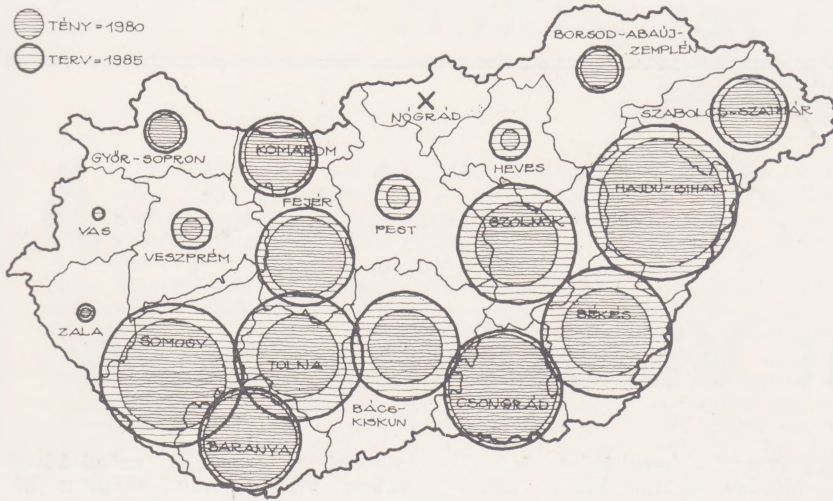 TÉNY = 1980
TERV = 1985
BORSOD-ABAÚJ-
ZEMPLÉN
NÓGRÁD
SZABOLCS-SZATMÁR
GYŐR-SOPRON
KOMÁROM
HEVES
HAJDÚ-BIHAR
FEJÉR
VAS
VESZPRÉM
PEST
SZOLNOK
ZALA
SOMOGY
TOLNA
BÉKÉS
BÁCS-
KISKUN
CSONGRÁD
BARANYA